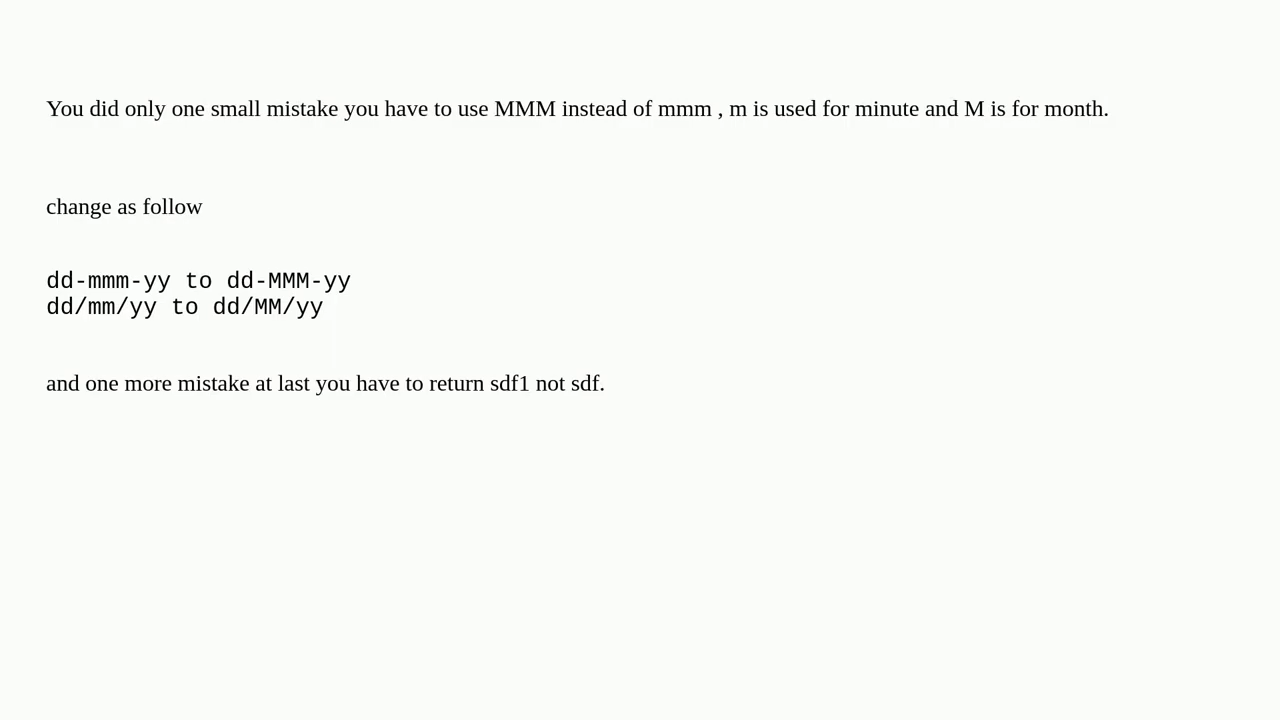 You did only one small mistake you have to use MMM instead of mmm , m is used for minute and M is for month.
change as follow
dd-mmm-yy to dd-MMM-yy
dd/mm/yy to dd/MM/yy
and one more mistake at last you have to return sdf1 not sdf.